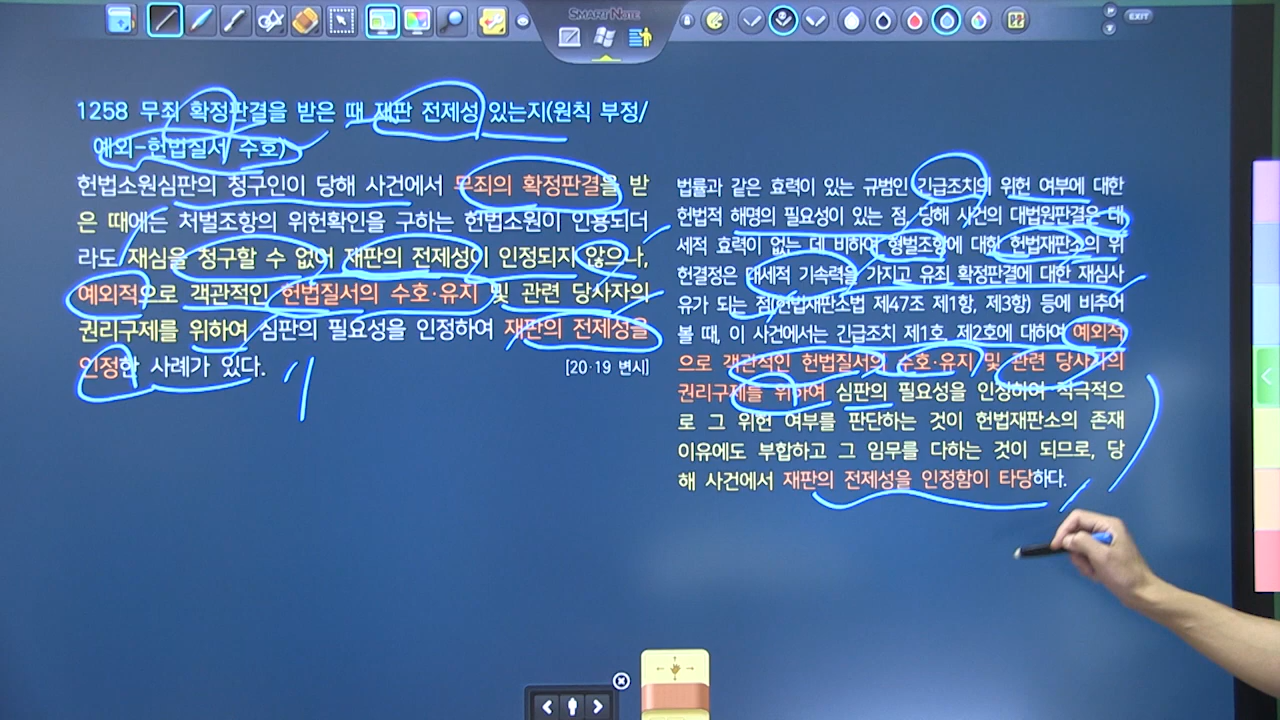 SMARTNOTE
EXIT
1258 무죄 확정판결을 받은 때 재판 전제성 있는지(원칙 부정/
예외-헌법질서 수호)
헌법소원심판의 청구인이 당해 사건에서 무죄의 확정판결을 받
은 때에는 처벌조항의 위헌확인을 구하는 헌법소원이 인용되더
라도 재심을 청구할 수 없어 재판의 전제성이 인정되지 않으나,
예외적으로 객관적인 헌법질서의 수호·유지 및 관련 당사자의
권리구제를 위하여 심판의 필요성을 인정하여 재판의 전제성을
인정한 사례가 있다.
[20·19 변시]
법률과 같은 효력이 있는 규범인 긴급조치의 위헌 여부에 대한
헌법적 해명의 필요성이 있는 점, 당해 사건의 대법원판결은 대
세적 효력이 없는 데 비하여 형벌조항에 대한 헌법재판소의 위
헌결정은 대세적 기속력을 가지고 유죄 확정판결에 대한 재심사
유가 되는 점(헌법재판소법 제47조 제1항, 제3항) 등에 비추어
볼 때, 이 사건에서는 긴급조치 제1호, 제2호에 대하여 예외적
으로 객관적인 헌법질서의 수호·유지 및 관련 당사자의
권리구제를 위하여 심판의 필요성을 인정하여 적극적으
로 그 위헌 여부를 판단하는 것이 헌법재판소의 존재
이유에도 부합하고 그 임무를 다하는 것이 되므로, 당
해 사건에서 재판의 전제성을 인정함이 타당하다.